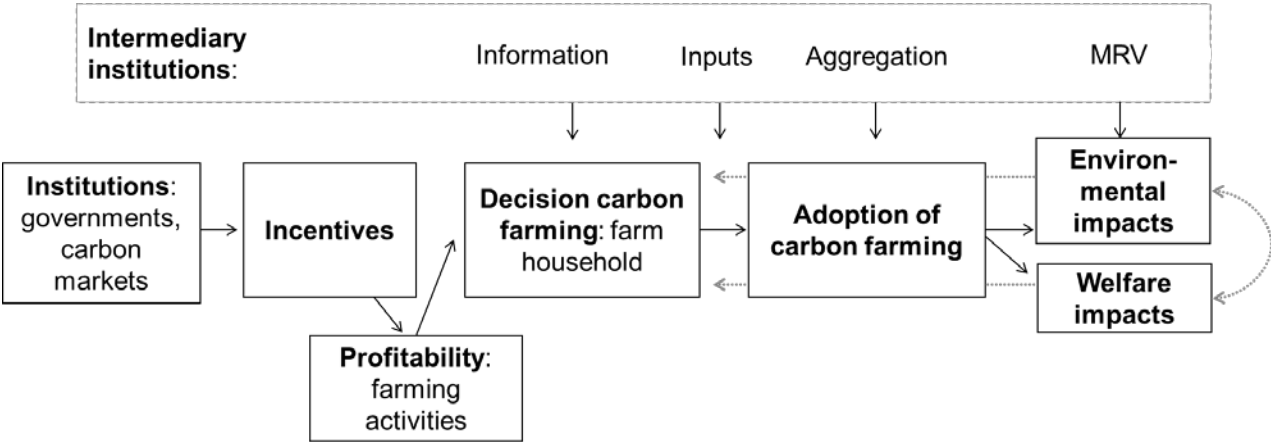 Intermediary
institutions:
Information
Inputs
Aggregation
MRV
Institutions:
governments,
carbon
markets
Incentives
Profitability:
farming
activities
Decision carbon
farming: farm
household
Adoption of
carbon farming
Environ-
mental
impacts
Welfare
impacts